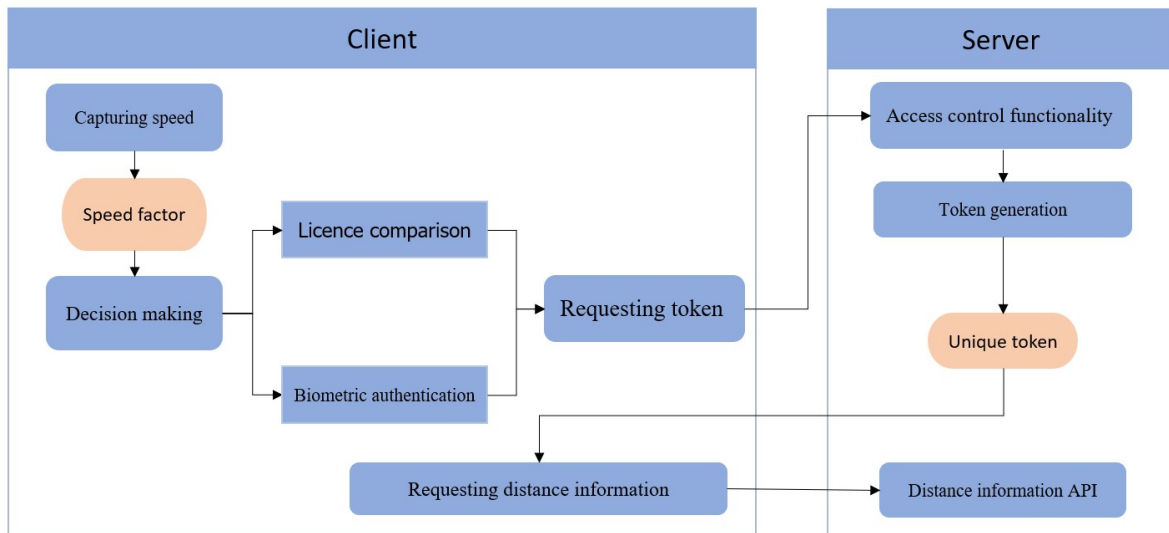 Client
Server
Capturing speed
Access control functionality
Speed factor
Token generation
Licence comparison
Decision making
Requesting token
Unique token
Biometric authentication
Requesting distance information
Distance information API